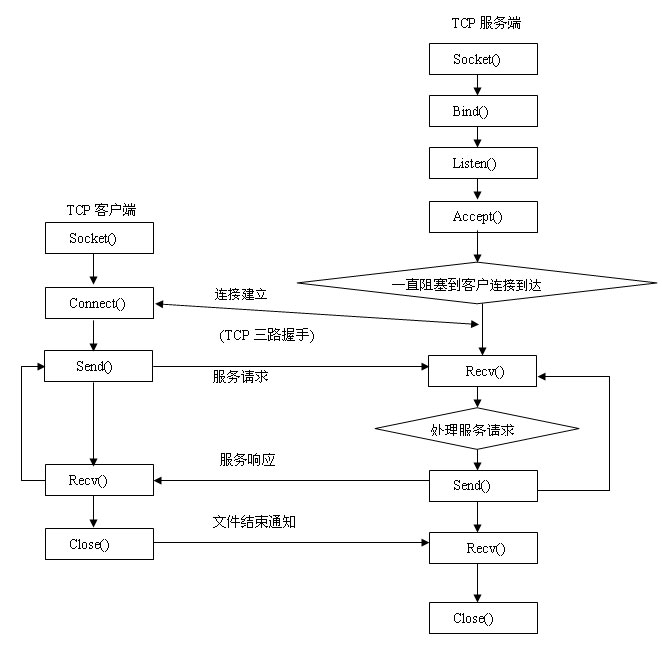 TCP 服务端
Socket()
Bind()
Listen()
Accept()
一直阻塞到客户连接到达
TCP 客户端
Socket()
Connect()
连接建立
(TCP 三路握手)
Send()
服务请求
Recv()
处理服务请求
服务响应
Recv()
Send()
文件结束通知
Close()
Recv()
Close()